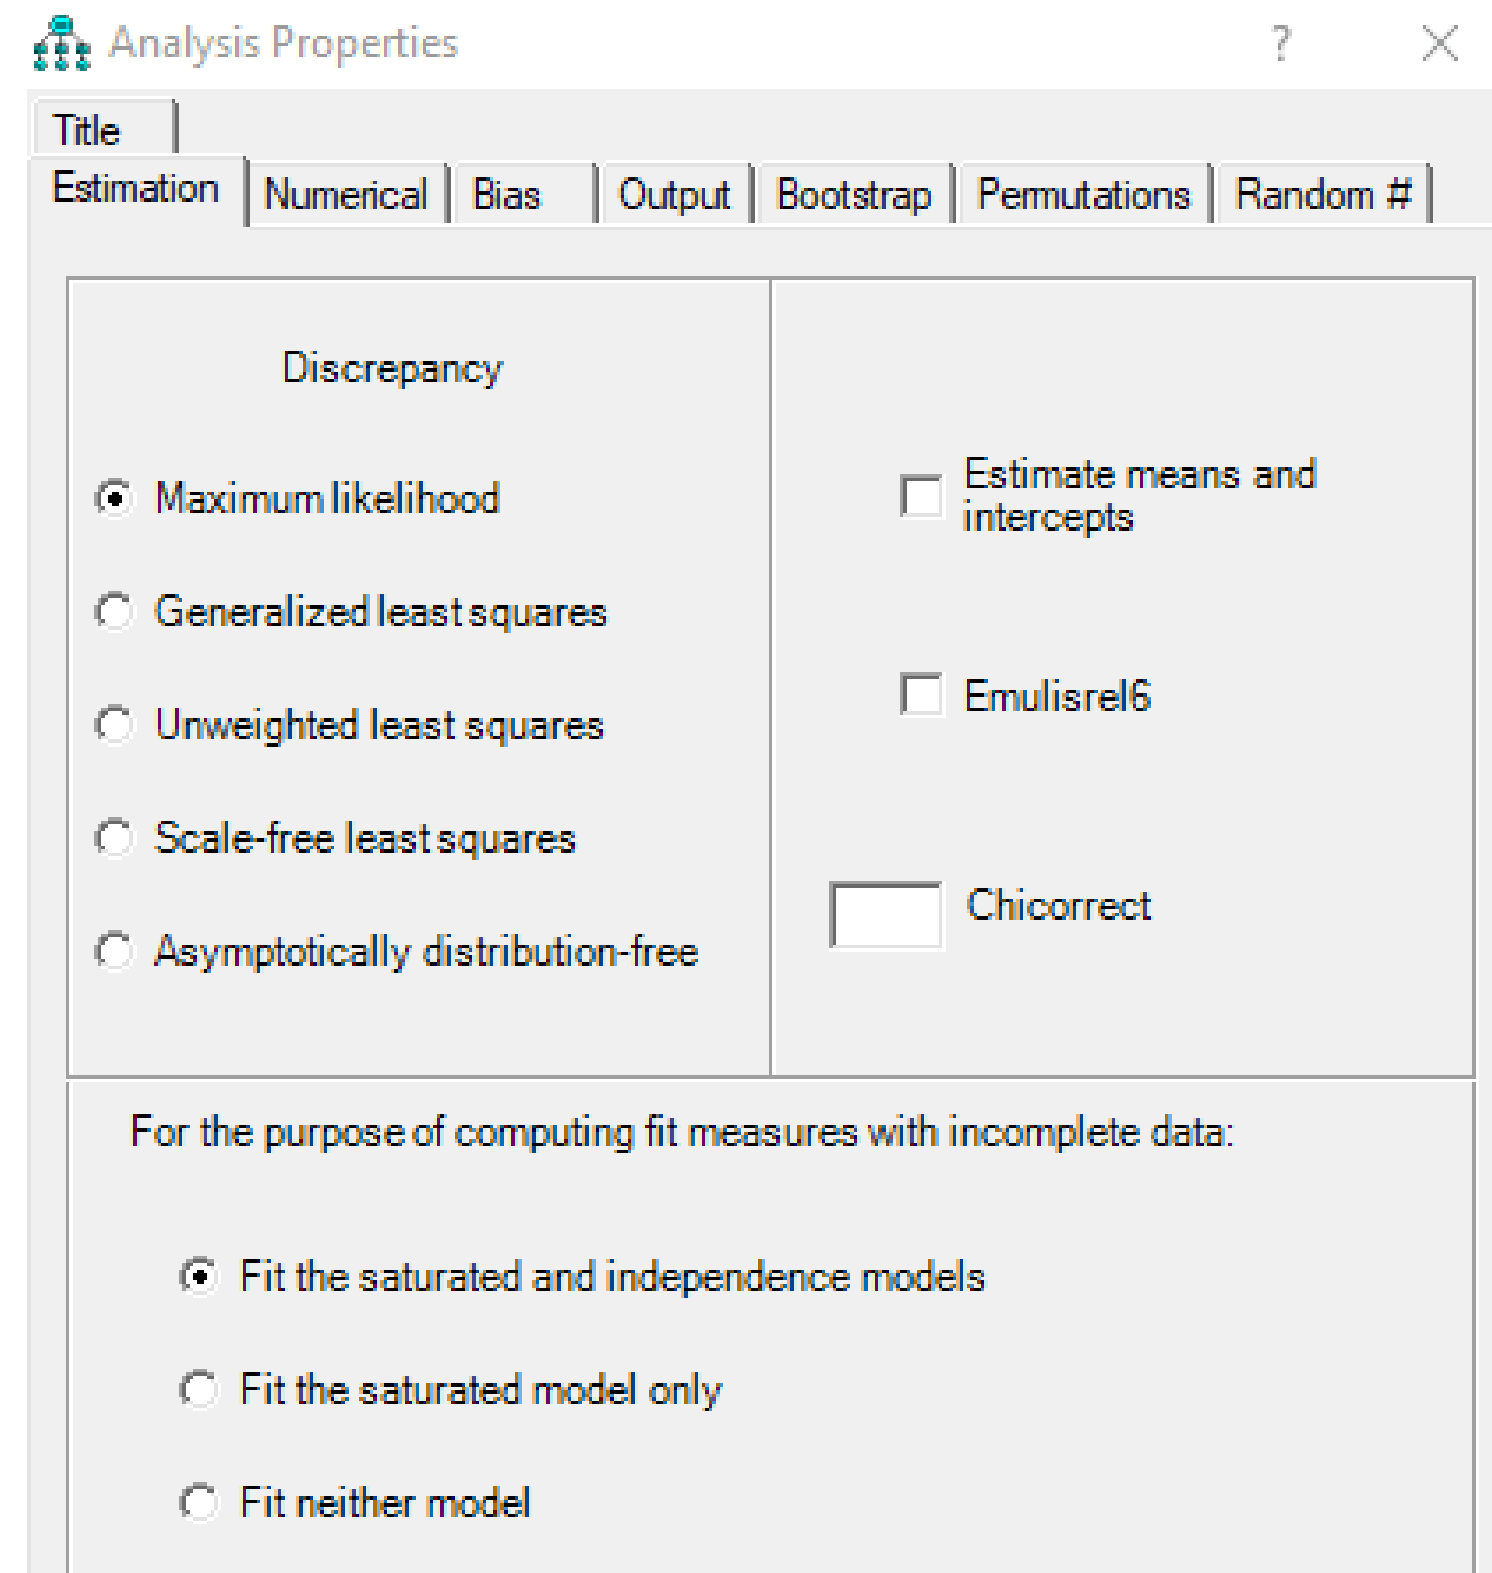 Analysis Properties ?
Title
Estimation Numerical Bias Output Bootstrap Permutations Random #
Discrepancy
Maximum likelihood
Generalized least squares
Unweighted least squares
Scale-free least squares
Asymptotically distribution-free
Estimate means and
intercepts
Emulisrel6
Chicorrect
For the purpose of computing fit measures with incomplete data:
Fit the saturated and independence models
Fit the saturated model only
Fit neither model